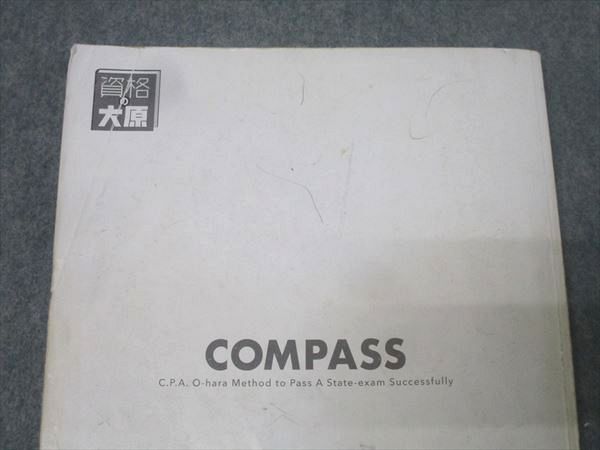 資格
の
大原
COMPASS
C.P.A. O-hara Method to Pass A State-exam Successfully